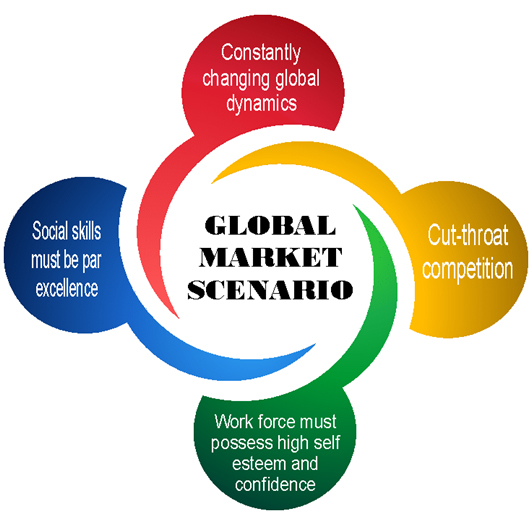 Constantly
changing global
dynamics
GLOBAL
MARKET
SCENARIO
Cut-throat
competition
Work force must
possess high self
esteem and
confidence
Social skills
must be par
excellence